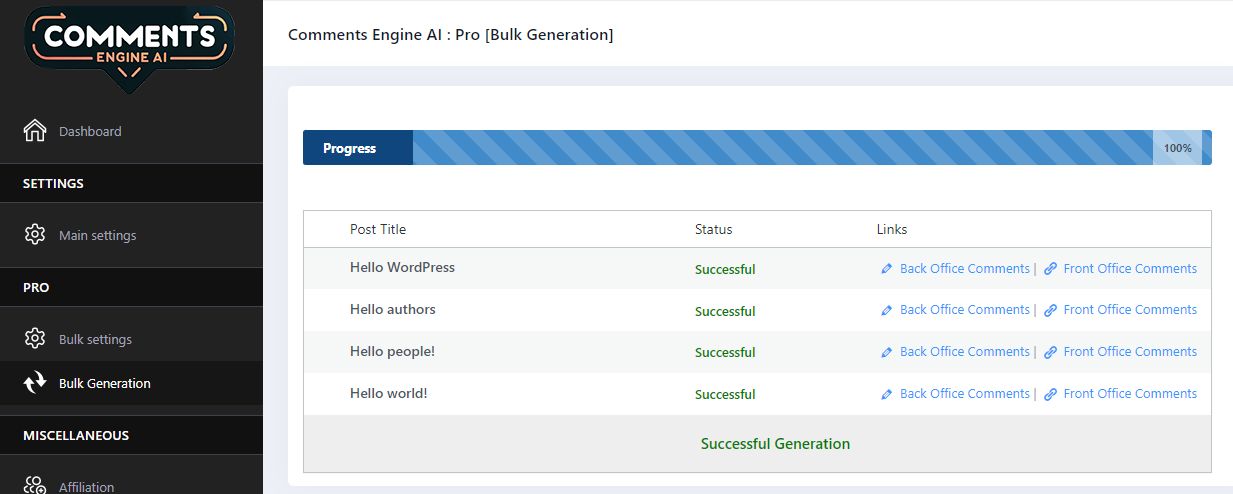 COMMENTS
ENGINE AI
Dashboard
SETTINGS
Main settings
PRO
Bulk settings
Bulk Generation
MISCELLANEOUS
Affiliation
Comments Engine AI : Pro [Bulk Generation]
Progress 100%
Post Title Status Links
Hello WordPress Successful Back Office Comments | Front Office Comments
Hello authors Successful Back Office Comments | Front Office Comments
Hello people! Successful Back Office Comments | Front Office Comments
Hello world! Successful Back Office Comments | Front Office Comments
Successful Generation